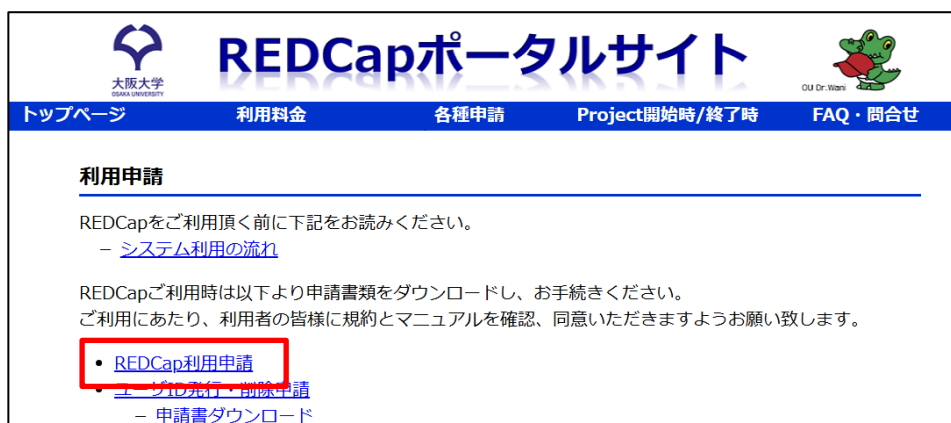 大阪大学
OSAKA UNIVERSITY
REDCapポータルサイト
OU Dr.Wani
トップページ 利用料金 各種申請 Project開始時/終了時 FAQ・問合せ
利用申請
REDCapをご利用頂く前に下記をお読みください。
− システム利用の流れ
REDCapご利用時は以下より申請書類をダウンロードし、お手続きください。
ご利用にあたり、利用者の皆様に規約とマニュアルを確認、同意いただきますようお願い致します。
• REDCap利用申請
• ユーザID発行・削除申請
− 申請書ダウンロード